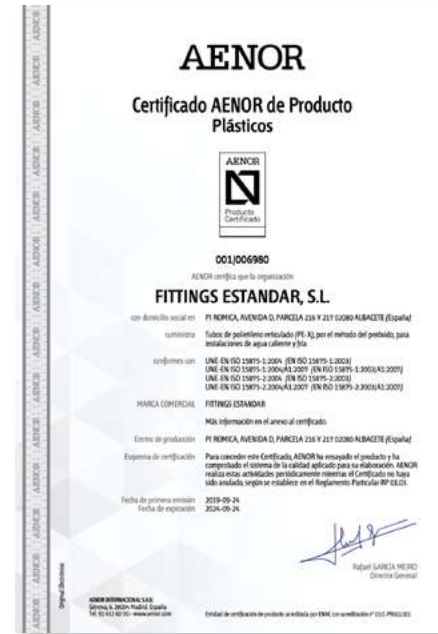 AENOR
Certificado AENOR de Producto
Plásticos
AENOR
Producto
Certificado
001/006980
AENOR certifica que la organización
FITTINGS ESTANDAR, S.L.
con domicilio social en PI ROMICA, AVENIDA D, PARCELA 216 Y 217 02080 ALBACETE (España)
suministra Tubos de polietileno reticulado (PE-X), por el método del peróxido, para
instalaciones de agua caliente y fría
conformes con UNE-EN ISO 15875-1:2004 (EN ISO 15875-1:2003)
UNE-EN ISO 15875-1:2004/A1:2007 (EN ISO 15875-1:2003/A1:2007)
UNE-EN ISO 15875-2:2004 (EN ISO 15875-2:2003)
UNE-EN ISO 15875-2:2004/A1:2007 (EN ISO 15875-2:2003/A1:2007)
MARCA COMERCIAL FITTINGS ESTANDAR
Más información en el anexo al certificado.
Centro de producción PI ROMICA, AVENIDA D, PARCELA 216 Y 217 02080 ALBACETE (España)
Esquema de certificación Para conceder este Certificado, AENOR ha ensayado el producto y ha
comprobado el sistema de la calidad aplicado para su elaboración. AENOR
realiza estas actividades periódicamente mientras el Certificado no haya
sido anulado, según se establece en el Reglamento Particular RP 01.01.
Fecha de primera emisión 2019-09-24
Fecha de expiración 2024-09-24
Rafael GARCÍA MEIRO
Director General
Original Electrónico
AENOR INTERNACIONAL S.A.U.
Génova, 6. 28004 Madrid. España
Tel. 91 432 60 00.- www.aenor.com
Entidad de certificación de producto acreditada por ENAC con acreditación nº